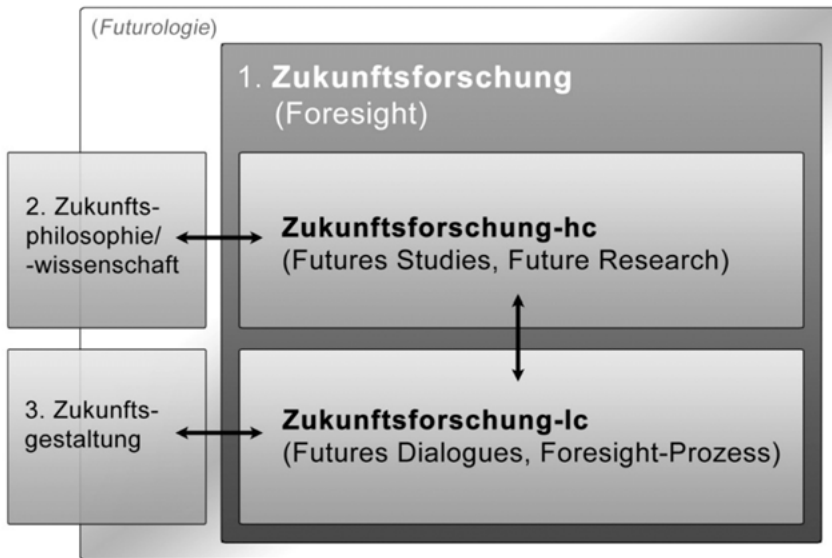 (Futurologie)
1. Zukunftsforschung
(Foresight)
2. Zukunfts-
philosophie/
-wissenschaft
Zukunftsforschung-hc
(Futures Studies, Future Research)
3. Zukunfts-
gestaltung
Zukunftsforschung-lc
(Futures Dialogues, Foresight-Prozess)